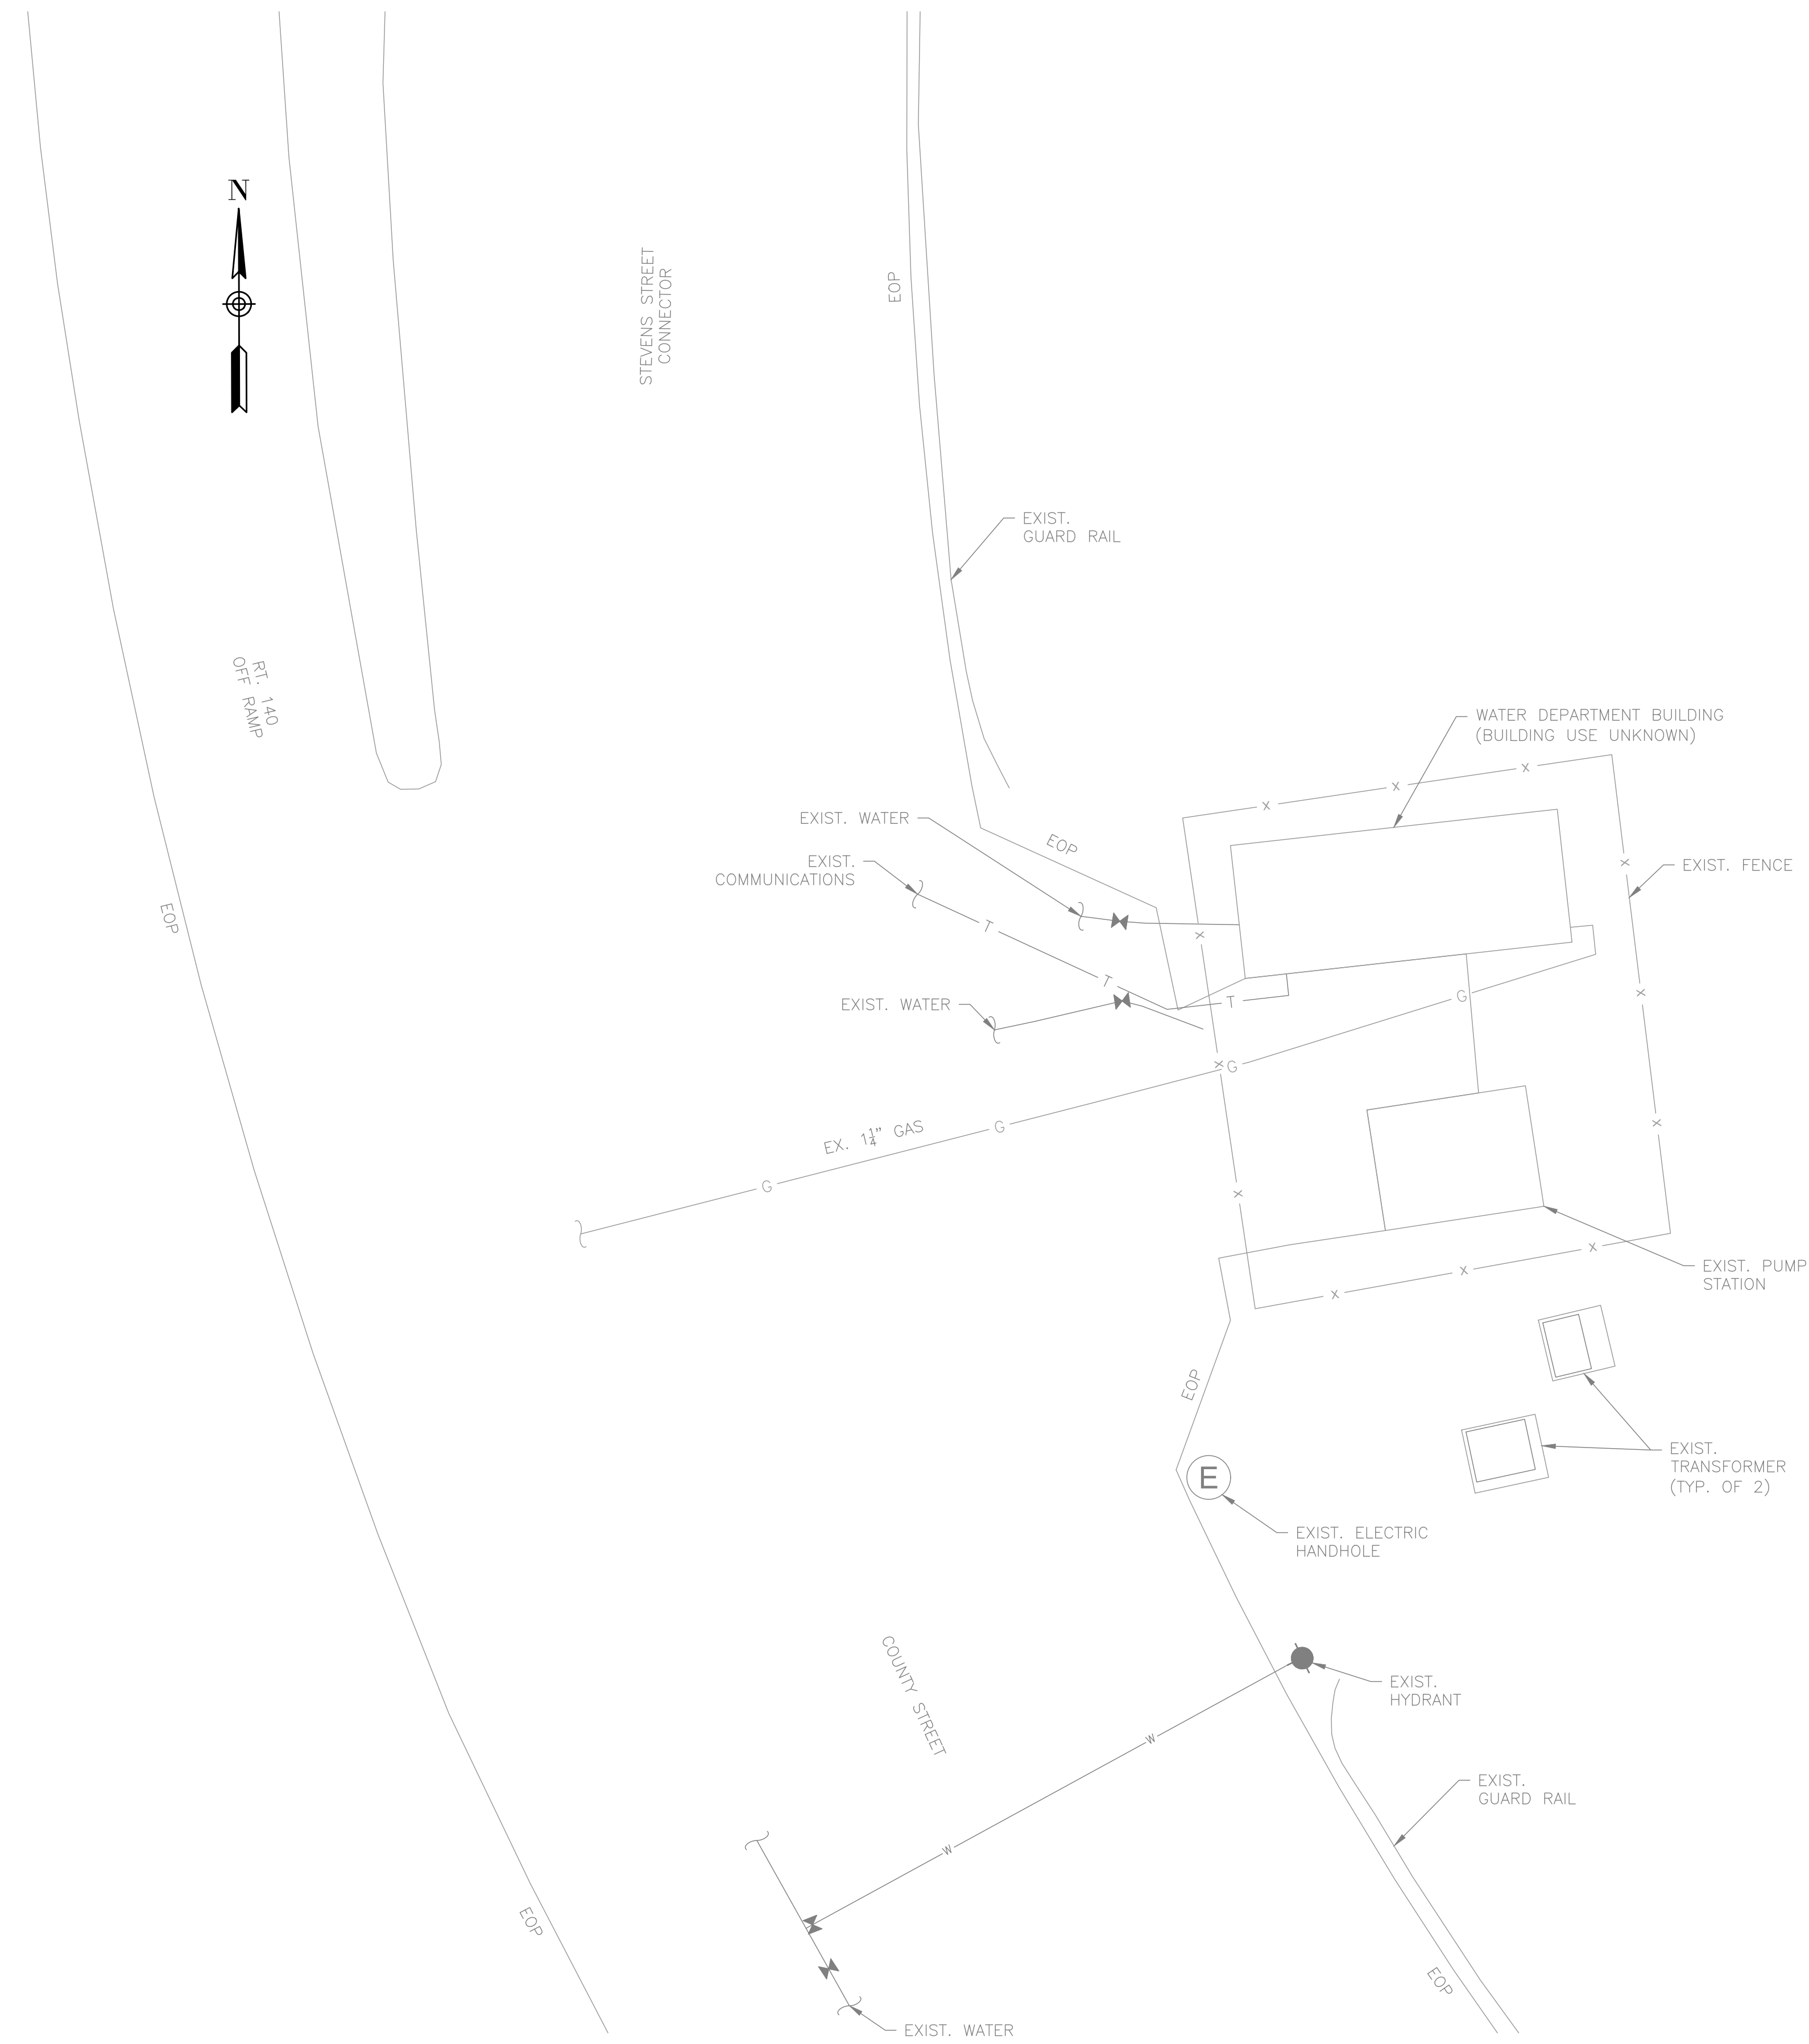 N
STEVENS STREET
CONNECTOR
EOP
EXIST.
GUARD RAIL
RT. 140
OFF RAMP
WATER DEPARTMENT BUILDING
(BUILDING USE UNKNOWN)
X
X
X
EXIST. WATER
EOP
EXIST.
COMMUNICATIONS
X
EXIST. FENCE
EOP
T
X
T
EXIST. WATER
T
G
X
X
G
EX. 1¼" GAS
G
X
G
X
X
X
X
EXIST. PUMP
STATION
EOP
E
EXIST.
TRANSFORMER
(TYP. OF 2)
EXIST. ELECTRIC
HANDHOLE
COUNTY STREET
EXIST.
HYDRANT
W
EXIST.
GUARD RAIL
W
EOP
EOP
EXIST. WATER